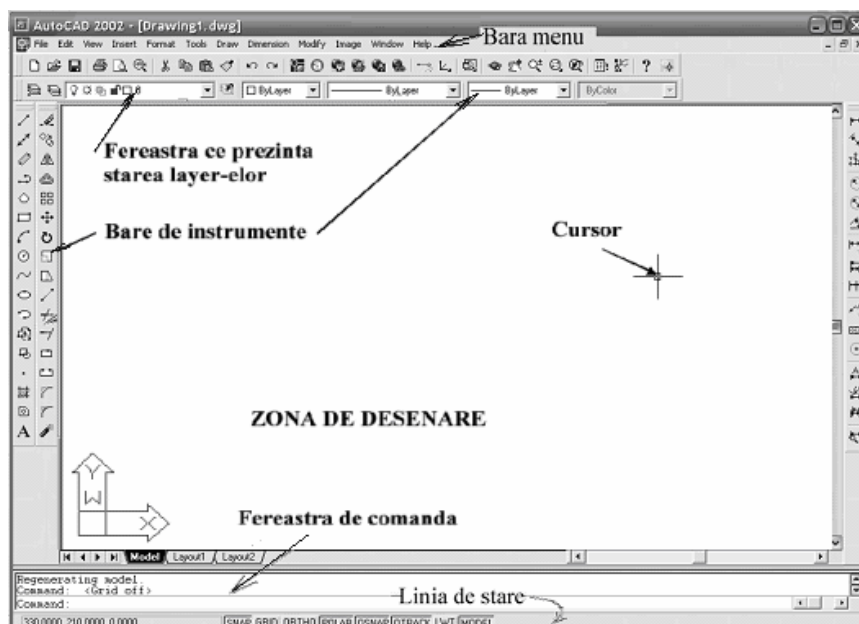 AutoCAD 2002 - [Drawing1.dwg]
File Edit View Insert Format Tools Draw Dimension Modify Image Window Help
Bara menu
0 ByLayer ByLayer ByLayer ByColor
Fereastra ce prezinta
starea layer-elor
Bare de instrumente
Cursor
ZONA DE DESENARE
A
Y
W
X
Fereastra de comanda
Model Layout1 Layout2
Regenerating model.
Command: <Grid off>
Command:
Linia de stare
330.0000, 210.0000, 0.0000 SNAP GRID ORTHO POLAR OSNAP OTRACK LWT MODEL